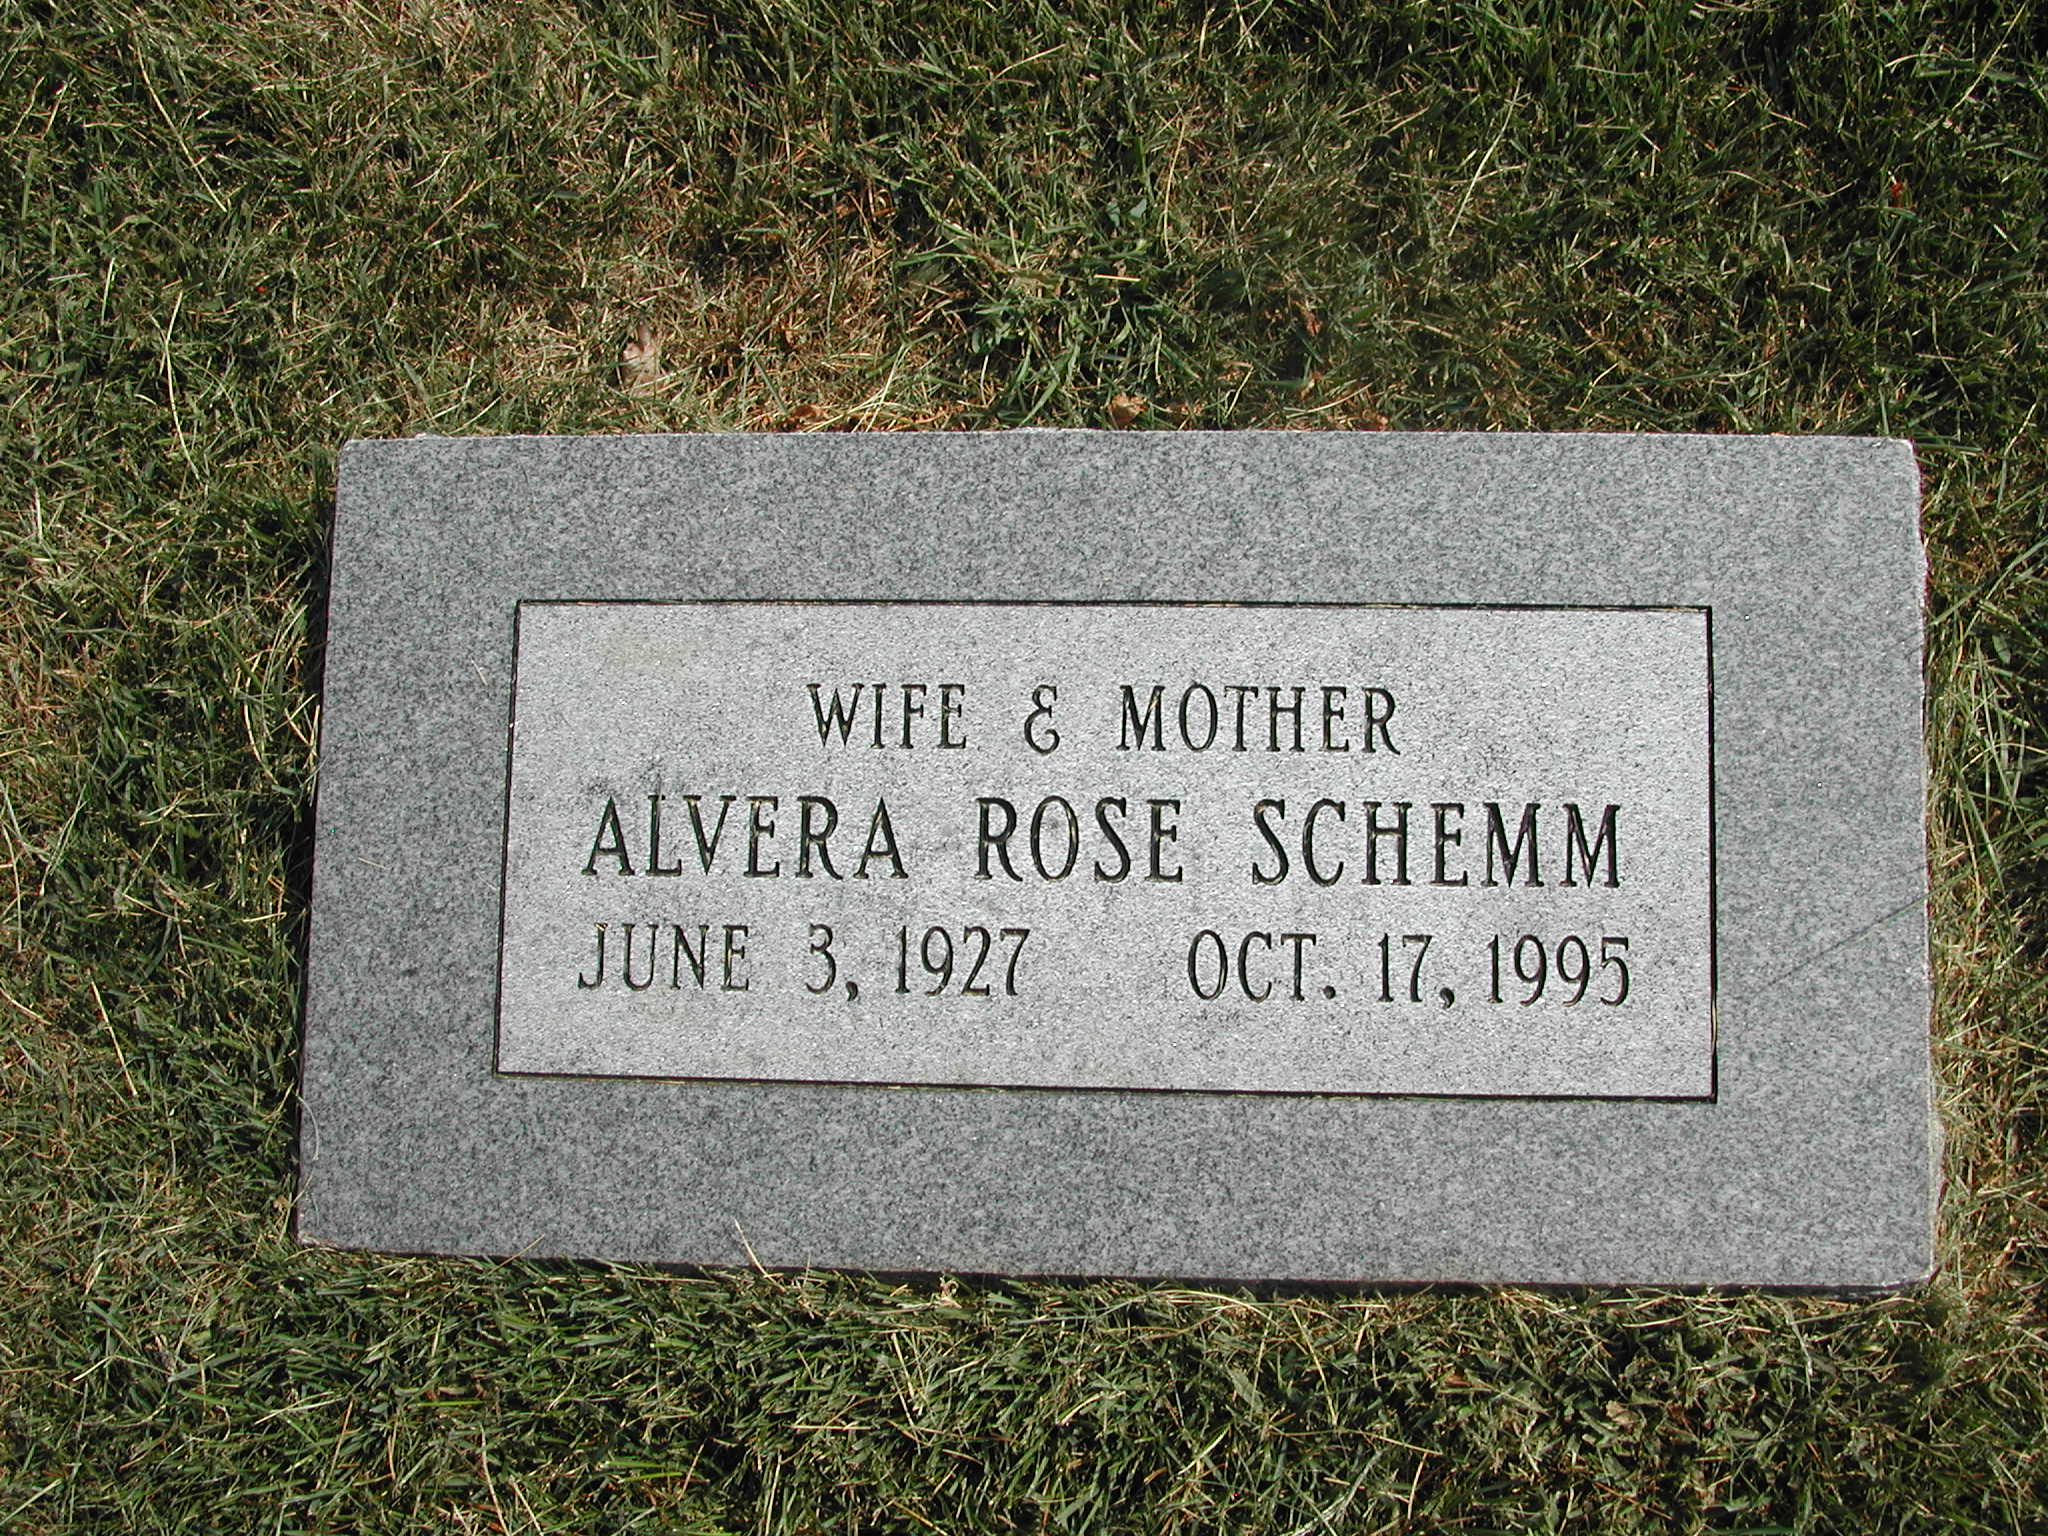 WIFE & MOTHER
ALVERA ROSE SCHEMM
JUNE 3, 1927 OCT. 17, 1995